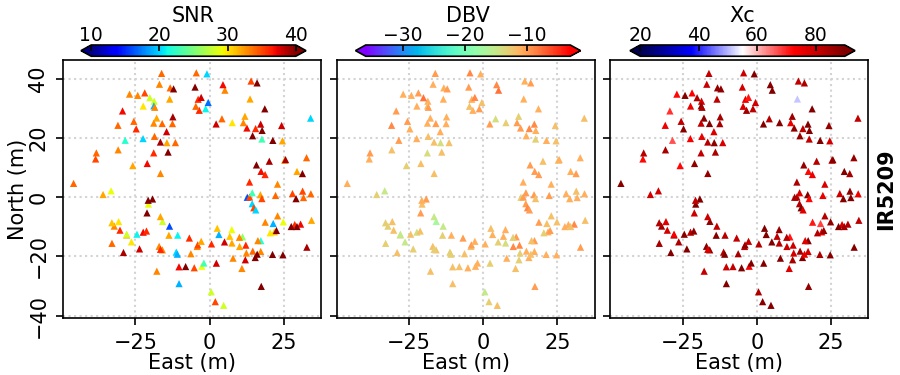 SNR DBV Xc
10 20 30 40 −30 −20 −10 20 40 60 80
40
20
0
−20
−40
North (m)
−25 0 25 −25 0 25 −25 0 25
East (m) East (m) East (m)
IR5209